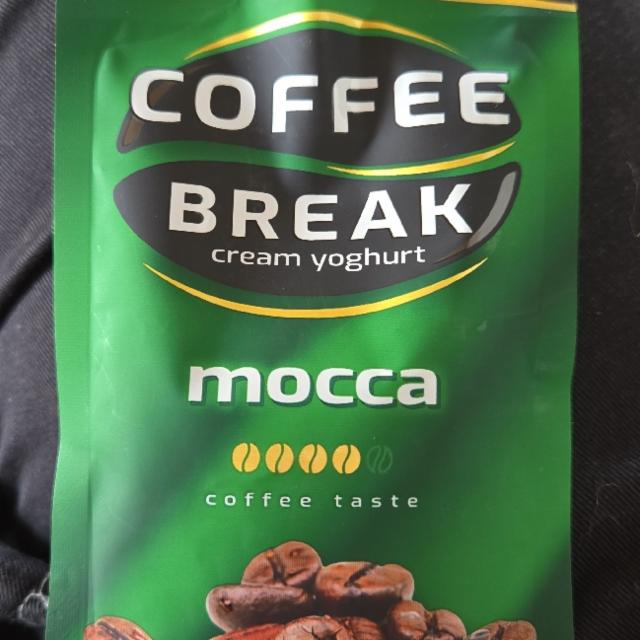 COFFEE
BREAK
cream yoghurt
mocca
coffee taste